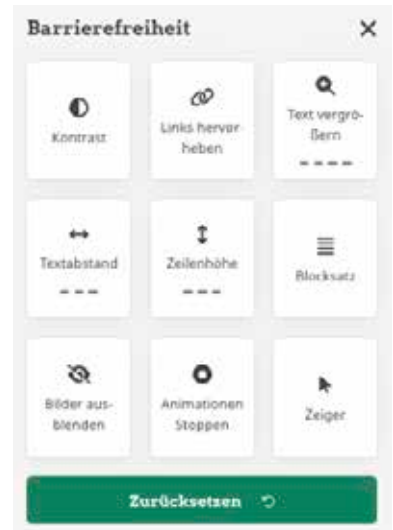 Barrierefreiheit
Kontrast
Links hervor-
heben
Text vergrö-
ßern
Textabstand
Zeilenhöhe
Blocksatz
Bilder aus-
blenden
Animationen
Stoppen
Zeiger
Zurücksetzen